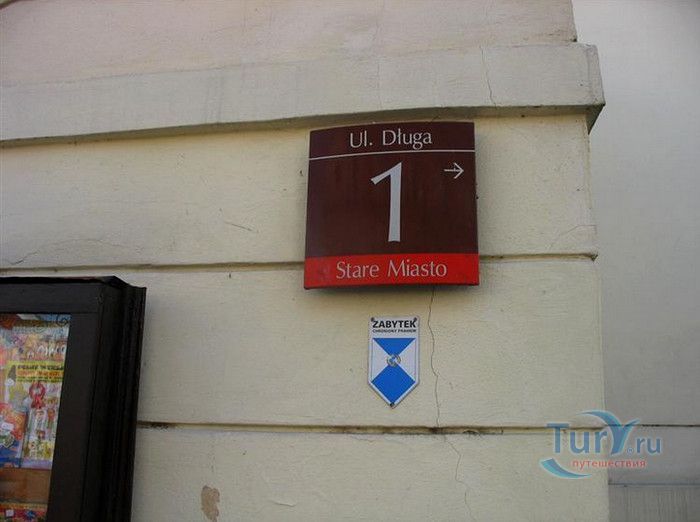 Ul. Długa
1
Stare Miasto
ZABYTEK
CHRONIONY PRAWEM
Tury.ru
путешествия